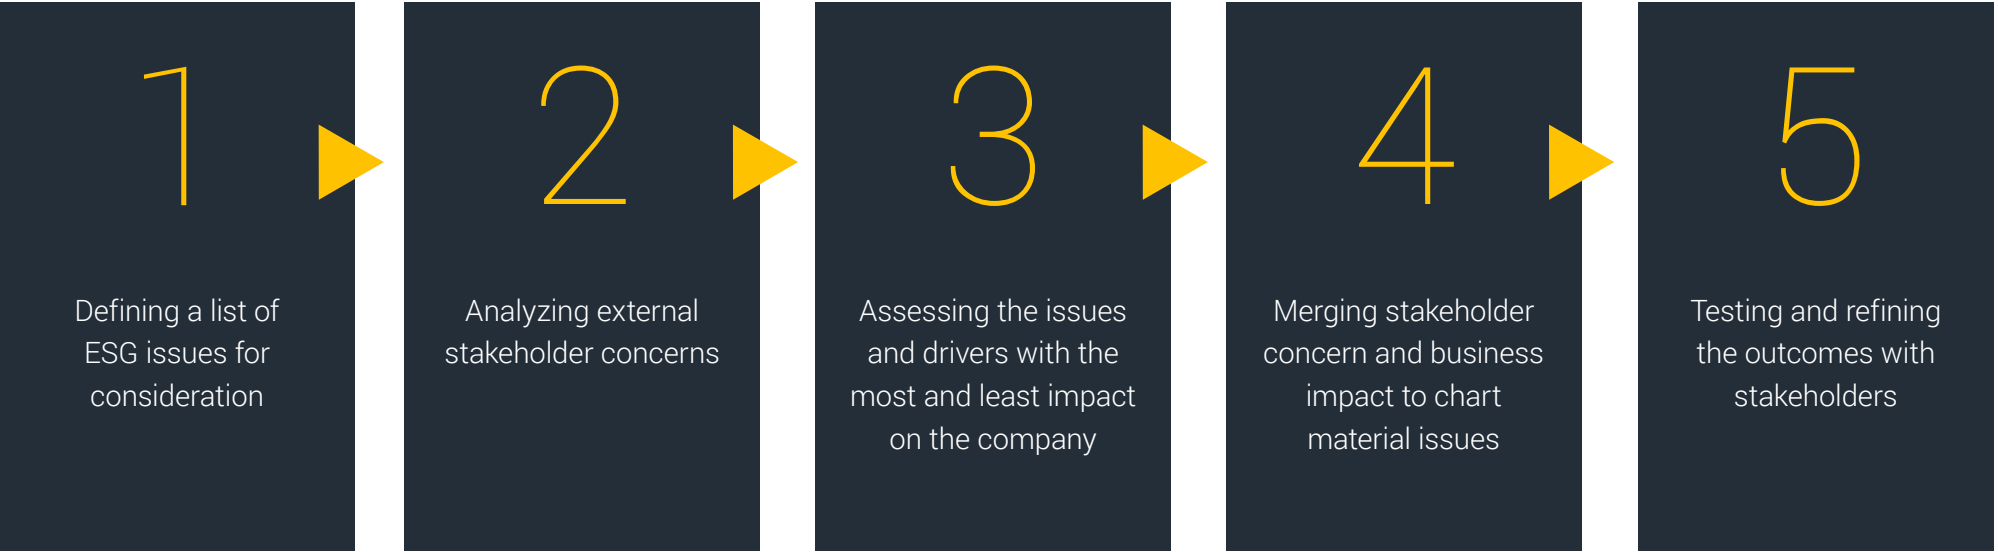 1
Defining a list of
ESG issues for
consideration
2
Analyzing external
stakeholder concerns
3
Assessing the issues
and drivers with the
most and least impact
on the company
4
Merging stakeholder
concern and business
impact to chart
material issues
5
Testing and refining
the outcomes with
stakeholders